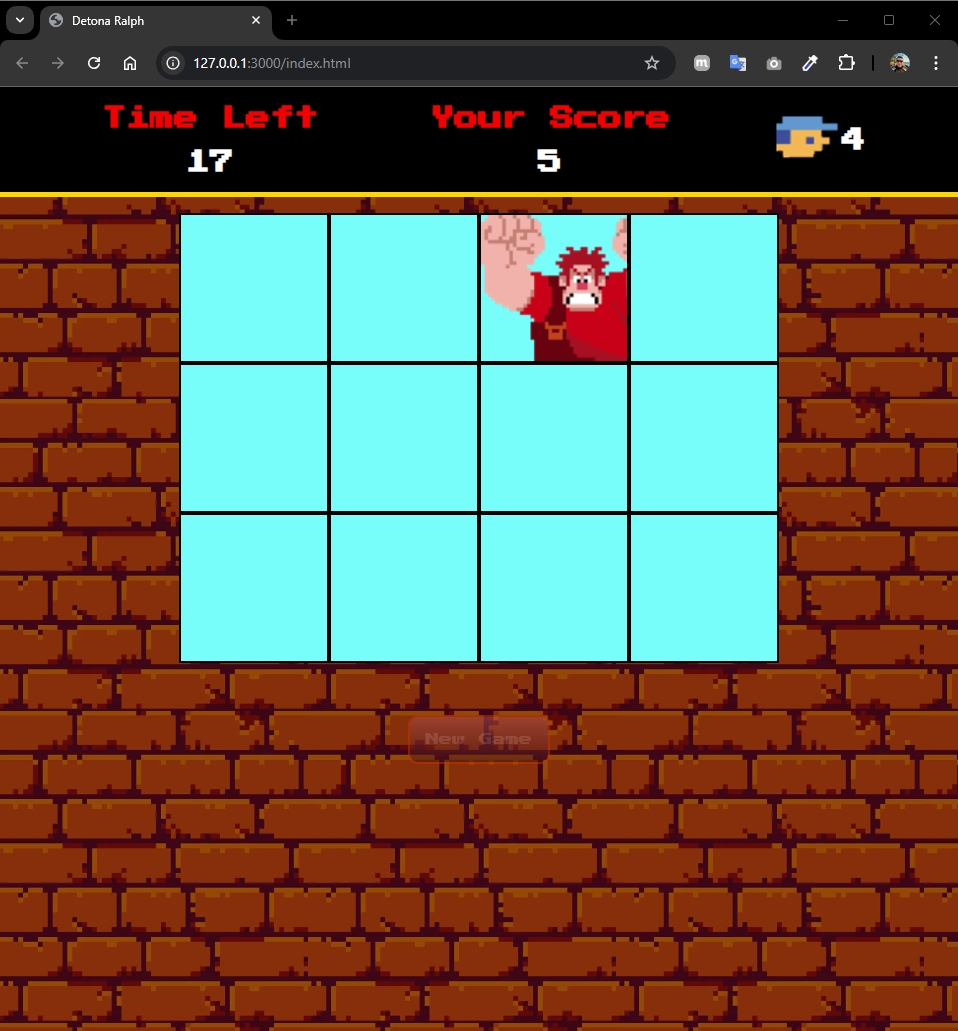 Detona Ralph
127.0.0.1:3000/index.html
Time Left
17
Your Score
5
4
New Game